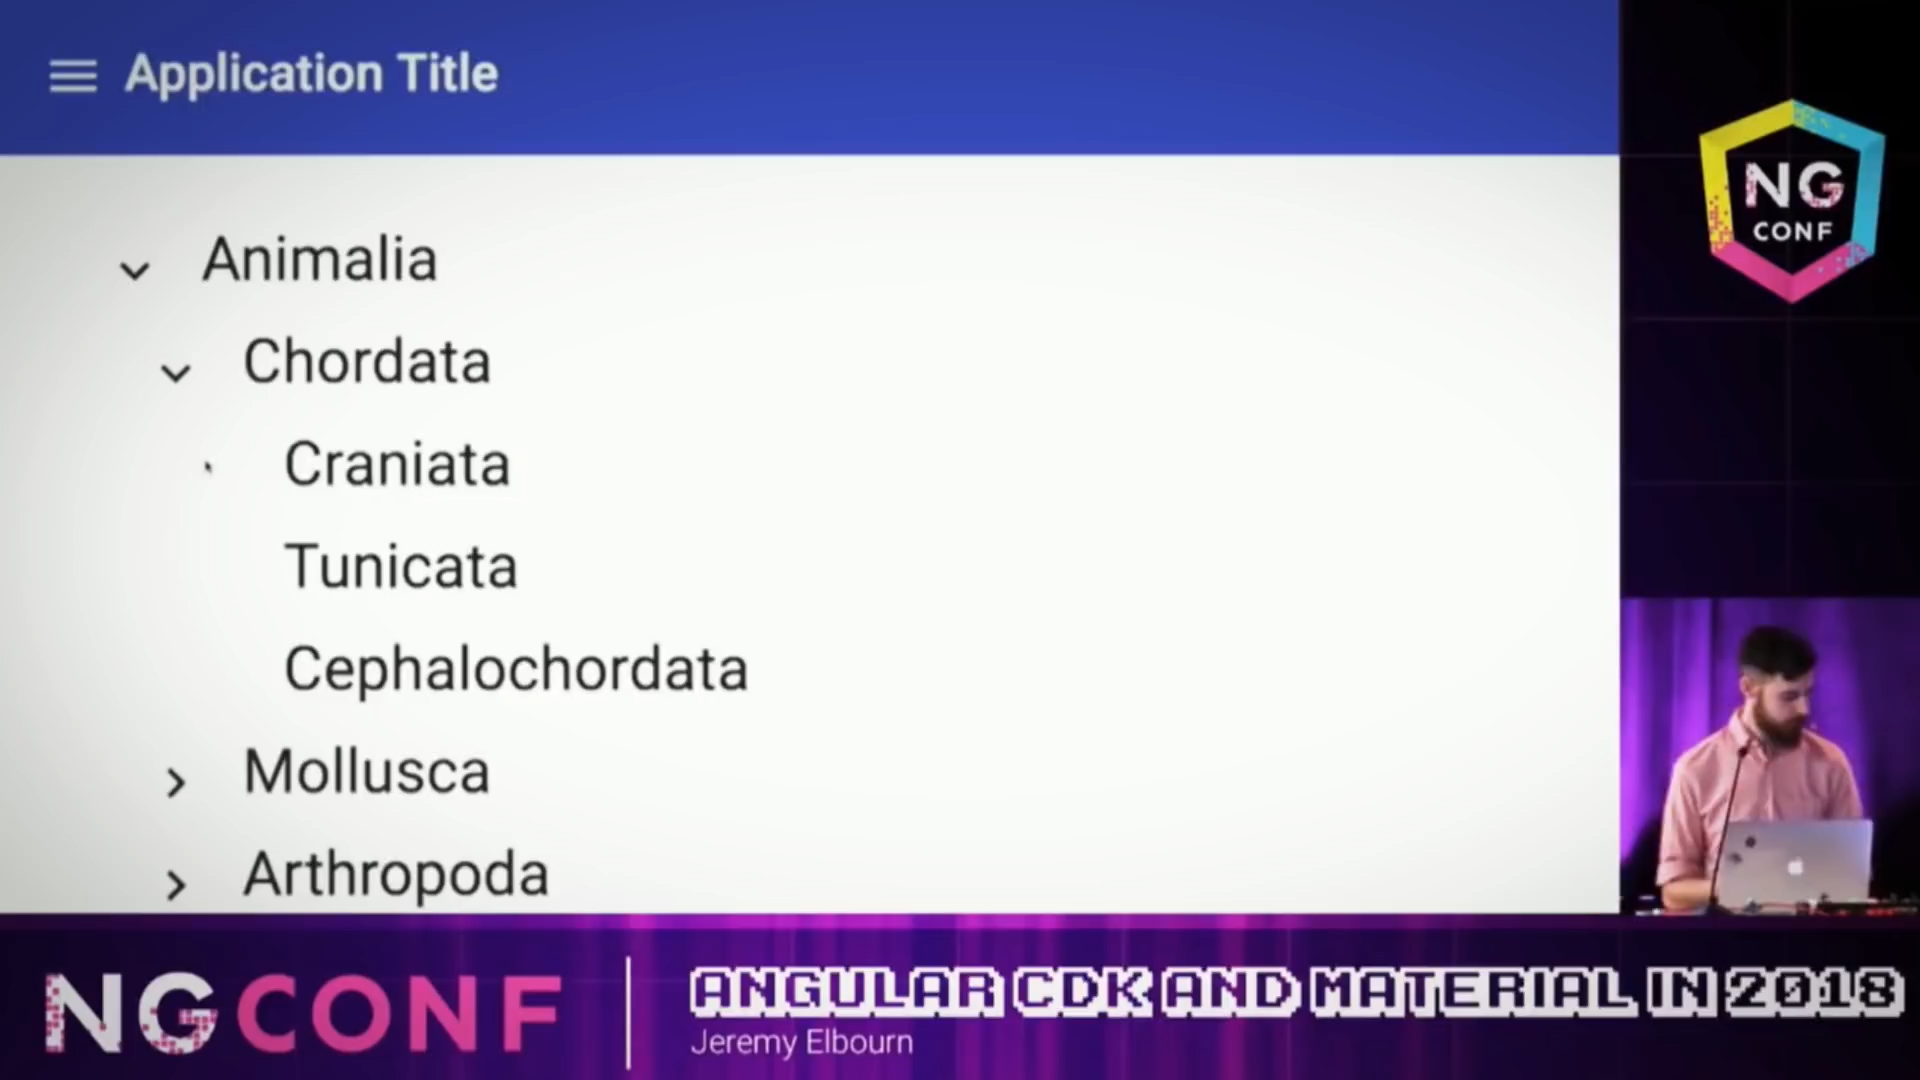 Application Title
Animalia
Chordata
Craniata
Tunicata
Cephalochordata
Mollusca
Arthropoda
NG
CONF
NGCONF
ANGULAR CDK AND MATERIAL IN 2018
Jeremy Elbourn